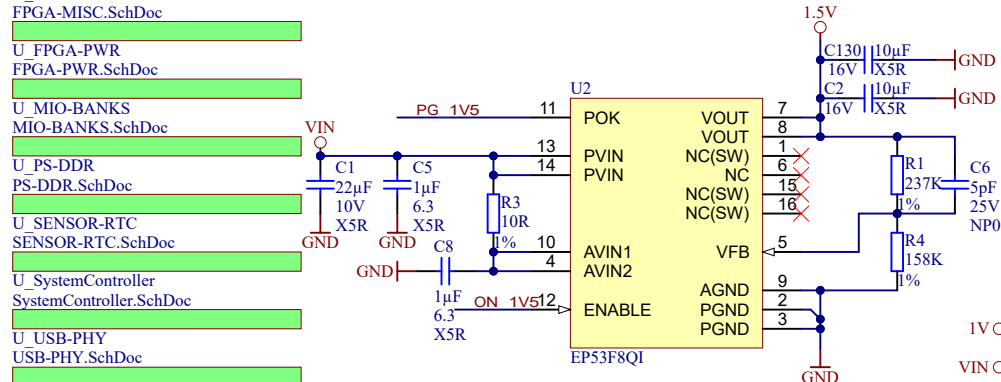 U_FPGA-MISC
FPGA-MISC.SchDoc
U_FPGA-PWR
FPGA-PWR.SchDoc
U_MIO-BANKS
MIO-BANKS.SchDoc
U_PS-DDR
PS-DDR.SchDoc
U_SENSOR-RTC
SENSOR-RTC.SchDoc
U_SystemController
SystemController.SchDoc
U_USB-PHY
USB-PHY.SchDoc
VIN
C1
22µF
10V
X5R
GND
C5
1µF
6.3
X5R
GND
R3
10R
1%
GND
C8
1µF
6.3
X5R
PG_1V5
ON_1V5
U2
11
POK
13
PVIN
14
PVIN
10
AVIN1
4
AVIN2
12
ENABLE
VOUT
7
VOUT
8
NC(SW)
1
NC
6
NC(SW)
15
NC(SW)
16
VFB
5
AGND
9
PGND
2
PGND
3
EP53F8QI
1.5V
C130
10µF
16V
X5R
GND
C2
10µF
16V
X5R
GND
R1
237K
1%
C6
5pF
25V
NP0
R4
158K
1%
GND
1V
VIN